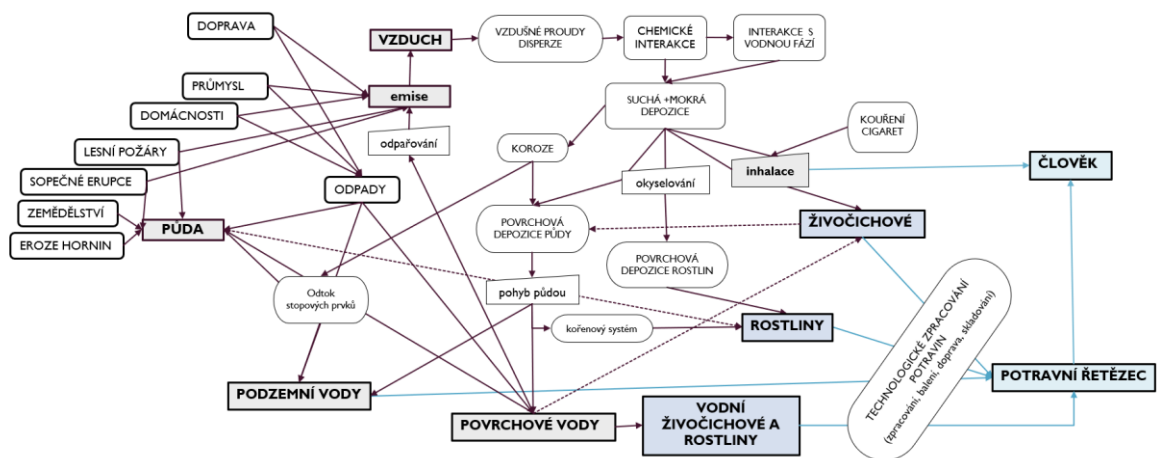 DOPRAVA
VZDUCH
VZDUŠNÉ PROUDY
DISPERZE
CHEMICKÉ
INTERAKCE
INTERAKCE S
VODNOU FÁZÍ
PRŮMYSL
emise
SUCHÁ +MOKRÁ
DEPOZICE
DOMÁCNOSTI
KOUŘENÍ
CIGARET
LESNÍ POŽÁRY
odpařování
KOROZE
inhalace
ČLOVĚK
SOPEČNÉ ERUPCE
ODPADY
okyselování
ZEMĚDĚLSTVÍ
PŮDA
POVRCHOVÁ
DEPOZICE PŮDY
ŽIVOČICHOVÉ
EROZE HORNIN
POVRCHOVÁ
DEPOZICE ROSTLIN
Odtok
stopových prvků
pohyb půdou
kořenový systém
ROSTLINY
TECHNOLOGICKÉ ZPRACOVÁNÍ
POTRAVIN
(zpracování, balení, doprava, skladování)
POTRAVNÍ ŘETĚZEC
PODZEMNÍ VODY
POVRCHOVÉ VODY
VODNÍ
ŽIVOČICHOVÉ A
ROSTLINY